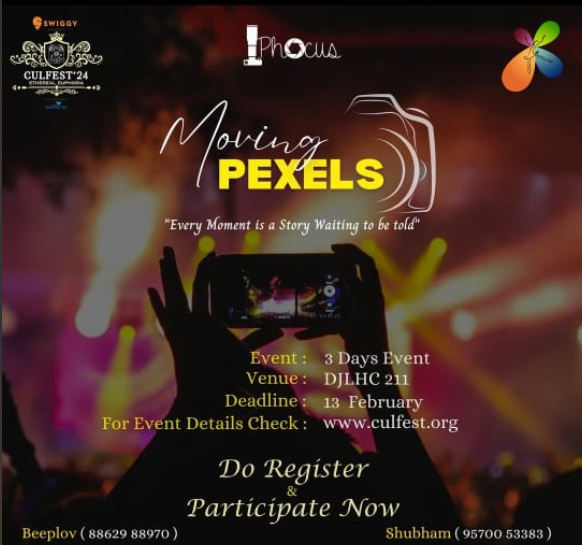 SWIGGY
CULFEST'24
ETHEREAL EUPHORIA
Phocus
Moving
PEXELS
"Every Moment is a Story Waiting to be told"
Event : 3 Days Event
Venue : DJLHC 211
Deadline : 13 February
For Event Details Check : www.culfest.org
Do Register
&
Participate Now
Beeplov ( 88629 88970 )
Shubham ( 95700 53383 )